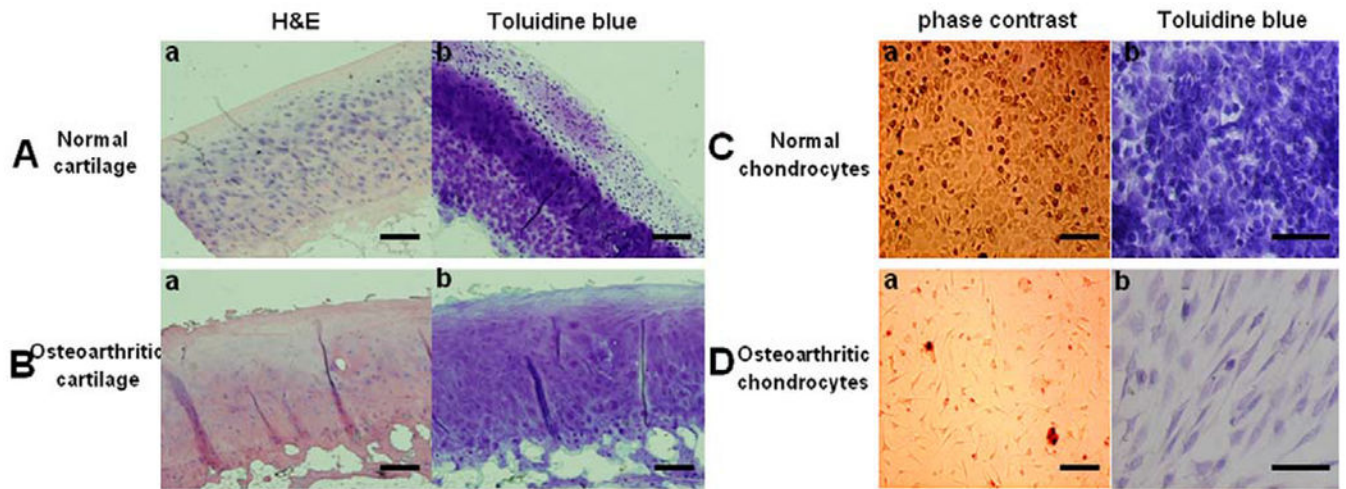 H&E
Toluidine blue
phase contrast
Toluidine blue
a
b
a
b
A
Normal
cartilage
C
Normal
chondrocytes
a
b
a
b
B
Osteoarthritic
cartilage
D
Osteoarthritic
chondrocytes